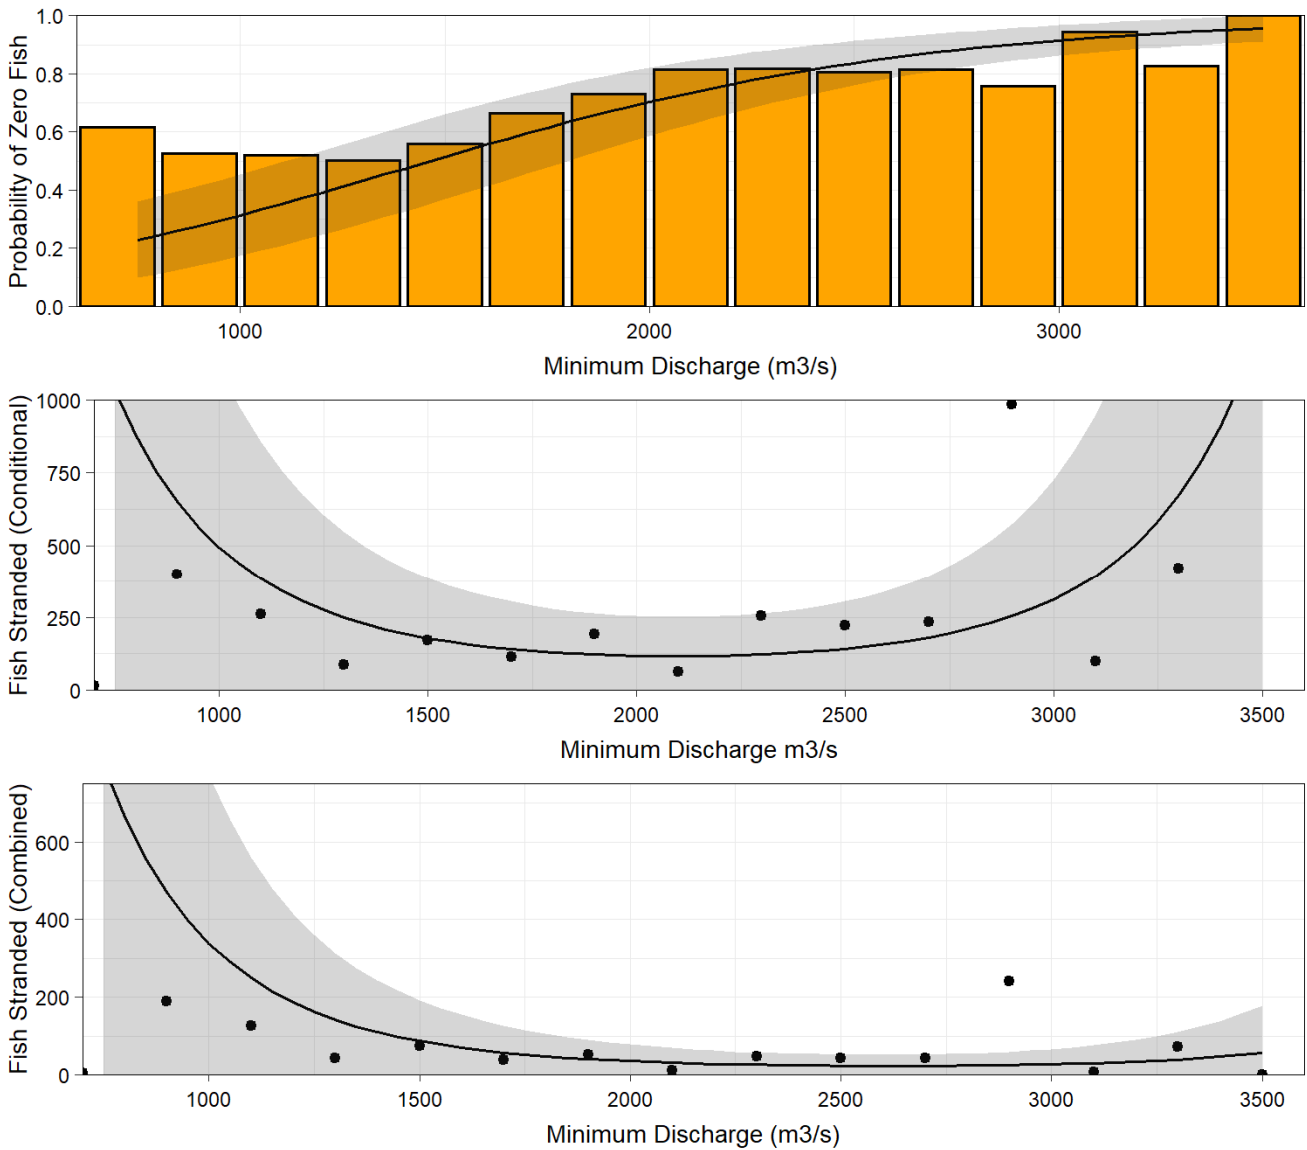 Probability of Zero Fish
1.0
0.8
0.6
0.4
0.2
0.0
1000 2000 3000
Minimum Discharge (m3/s)
Fish Stranded (Conditional)
1000
750
500
250
0
1000 1500 2000 2500 3000 3500
Minimum Discharge m3/s
Fish Stranded (Combined)
600
400
200
0
1000 1500 2000 2500 3000 3500
Minimum Discharge (m3/s)